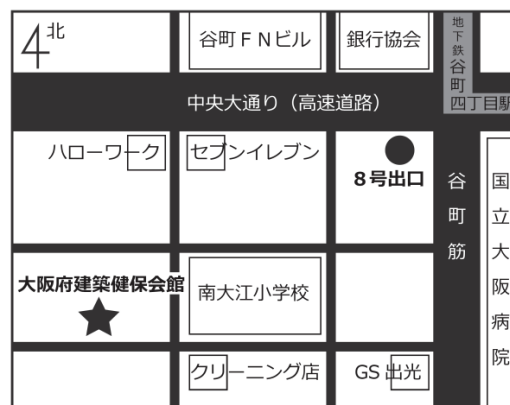 北
谷町FNビル
銀行協会
地下鉄谷町
四丁目駅
中央大通り(高速道路)
ハローワーク
セブンイレブン
8号出口
谷町筋
国立大阪病院
大阪府建築健保会館
南大江小学校
クリーニング店
GS出光